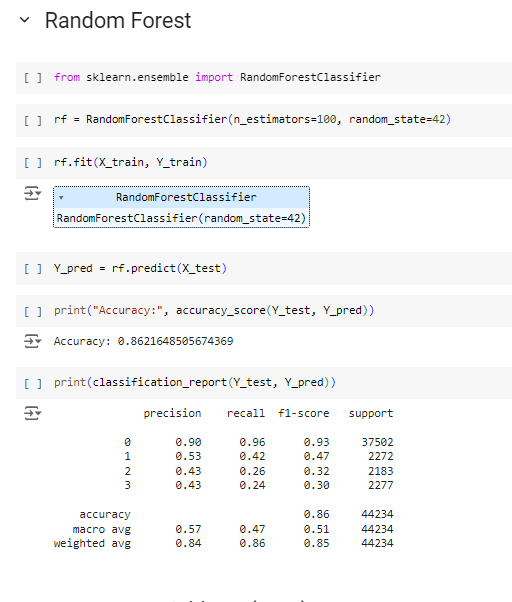 Random Forest
[ ] from sklearn.ensemble import RandomForestClassifier
[ ] rf = RandomForestClassifier(n_estimators=100, random_state=42)
[ ] rf.fit(X_train, Y_train)
RandomForestClassifier
RandomForestClassifier(random_state=42)
[ ] Y_pred = rf.predict(X_test)
[ ] print("Accuracy:", accuracy_score(Y_test, Y_pred))
Accuracy: 0.8621648505674369
[ ] print(classification_report(Y_test, Y_pred))
precision recall f1-score support
0 0.90 0.96 0.93 37502
1 0.53 0.42 0.47 2272
2 0.43 0.26 0.32 2183
3 0.43 0.24 0.30 2277
accuracy 0.86 44234
macro avg 0.57 0.47 0.51 44234
weighted avg 0.84 0.86 0.85 44234